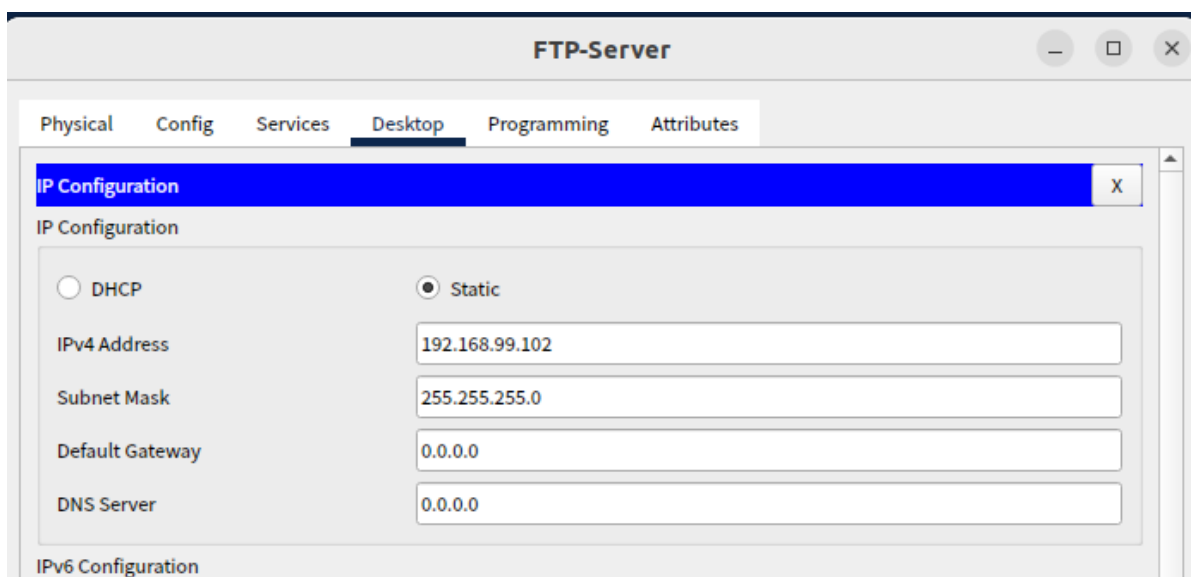 FTP-Server
Physical Config Services Desktop Programming Attributes
IP Configuration X
IP Configuration
DHCP Static
IPv4 Address 192.168.99.102
Subnet Mask 255.255.255.0
Default Gateway 0.0.0.0
DNS Server 0.0.0.0
IPv6 Configuration